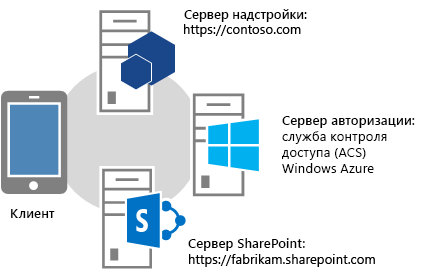 Сервер надстройки:
https://contoso.com
Сервер авторизации:
служба контроля
доступа (ACS)
Windows Azure
Клиент
S
Сервер SharePoint:
https://fabrikam.sharepoint.com